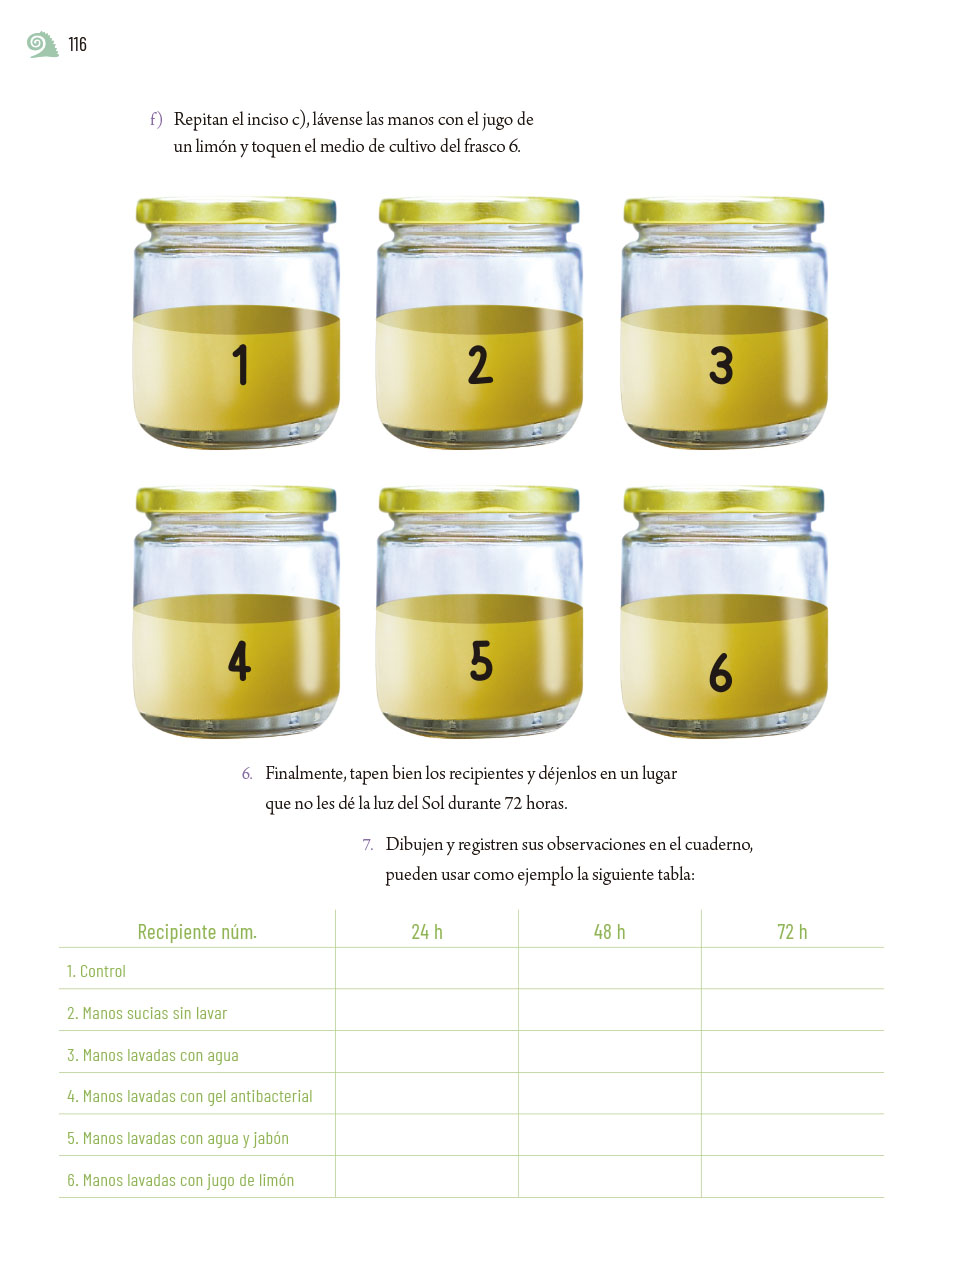 116
f) Repitan el inciso c), lávense las manos con el jugo de
un limón y toquen el medio de cultivo del frasco 6.
1 2 3
4 5 6
6. Finalmente, tapen bien los recipientes y déjenlos en un lugar
que no les dé la luz del Sol durante 72 horas.
7. Dibujen y registren sus observaciones en el cuaderno,
pueden usar como ejemplo la siguiente tabla:
Recipiente núm. 24 h 48 h 72 h
1. Control
2. Manos sucias sin lavar
3. Manos lavadas con agua
4. Manos lavadas con gel antibacterial
5. Manos lavadas con agua y jabón
6. Manos lavadas con jugo de limón